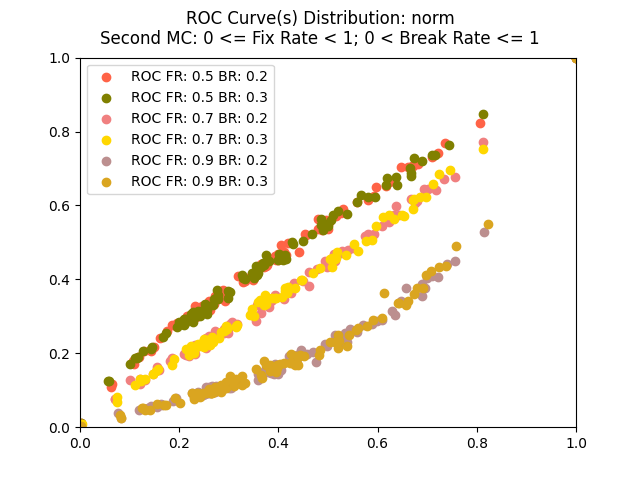 ROC Curve(s) Distribution: norm
Second MC: 0 <= Fix Rate < 1; 0 < Break Rate <= 1
1.0
0.8
0.6
0.4
0.2
0.0
ROC FR: 0.5 BR: 0.2
ROC FR: 0.5 BR: 0.3
ROC FR: 0.7 BR: 0.2
ROC FR: 0.7 BR: 0.3
ROC FR: 0.9 BR: 0.2
ROC FR: 0.9 BR: 0.3
0.0 0.2 0.4 0.6 0.8 1.0